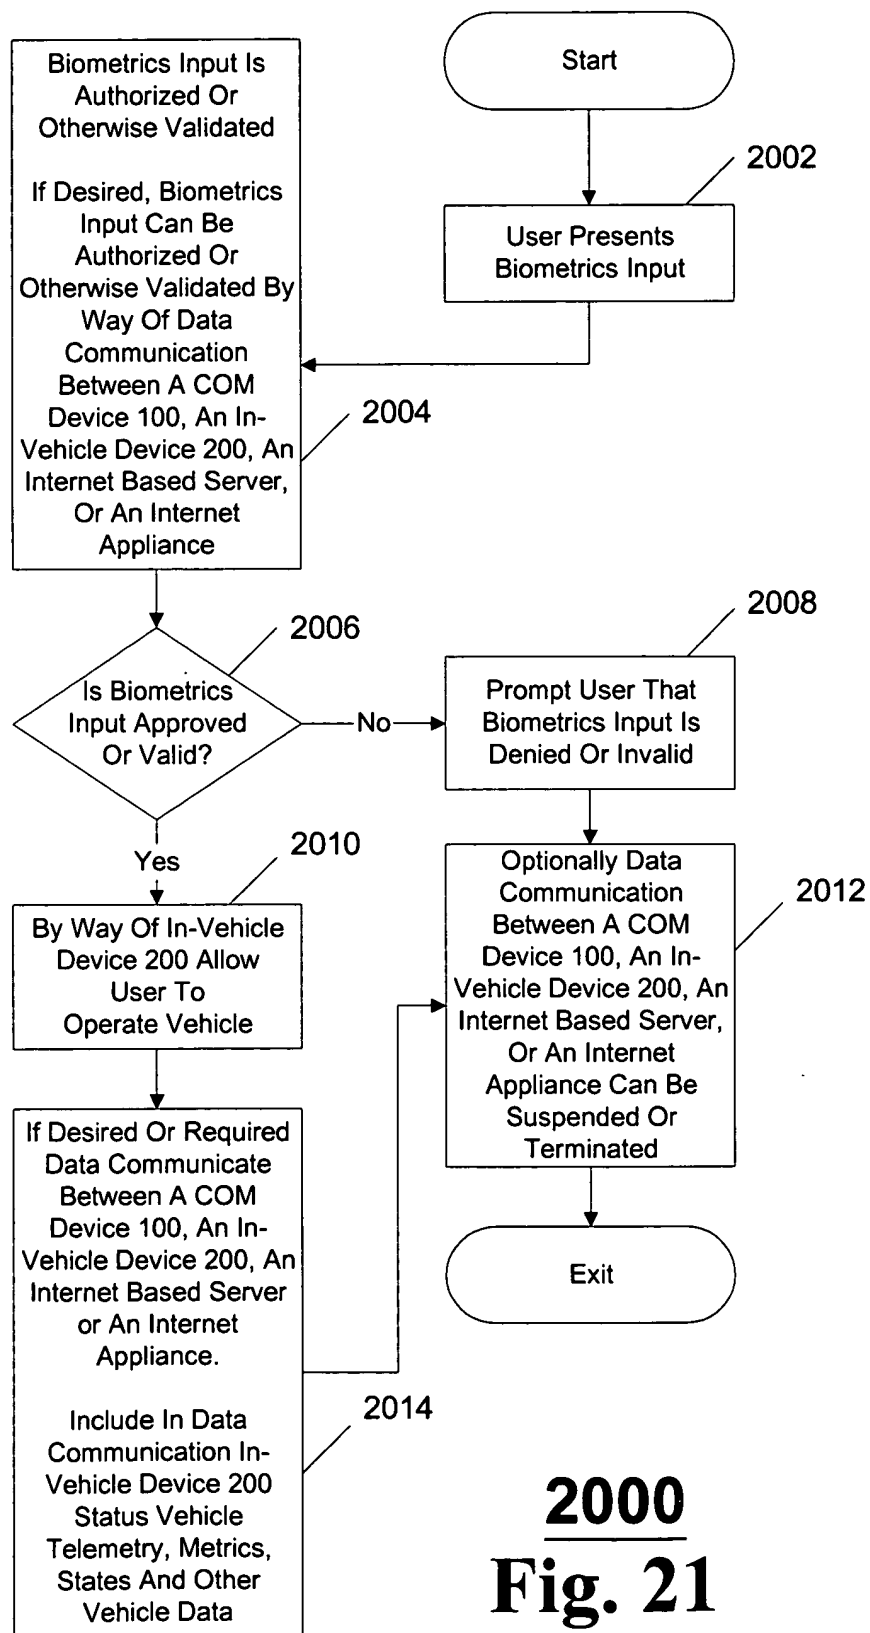 Start
2002
User Presents
Biometrics Input
Biometrics Input Is
Authorized Or
Otherwise Validated
If Desired, Biometrics
Input Can Be
Authorized Or
Otherwise Validated By
Way Of Data
Communication
Between A COM
Device 100, An In-
Vehicle Device 200, An
Internet Based Server,
Or An Internet
Appliance
2004
2006
Is Biometrics
Input Approved
Or Valid?
No
2008
Prompt User That
Biometrics Input Is
Denied Or Invalid
Yes
2010
By Way Of In-Vehicle
Device 200 Allow
User To
Operate Vehicle
Optionally Data
Communication
Between A COM
Device 100, An In-
Vehicle Device 200, An
Internet Based Server,
Or An Internet
Appliance Can Be
Suspended Or
Terminated
2012
If Desired Or Required
Data Communicate
Between A COM
Device 100, An In-
Vehicle Device 200, An
Internet Based Server
or An Internet
Appliance.
Include In Data
Communication In-
Vehicle Device 200
Status Vehicle
Telemetry, Metrics,
States And Other
Vehicle Data
2014
Exit
2000
Fig. 21